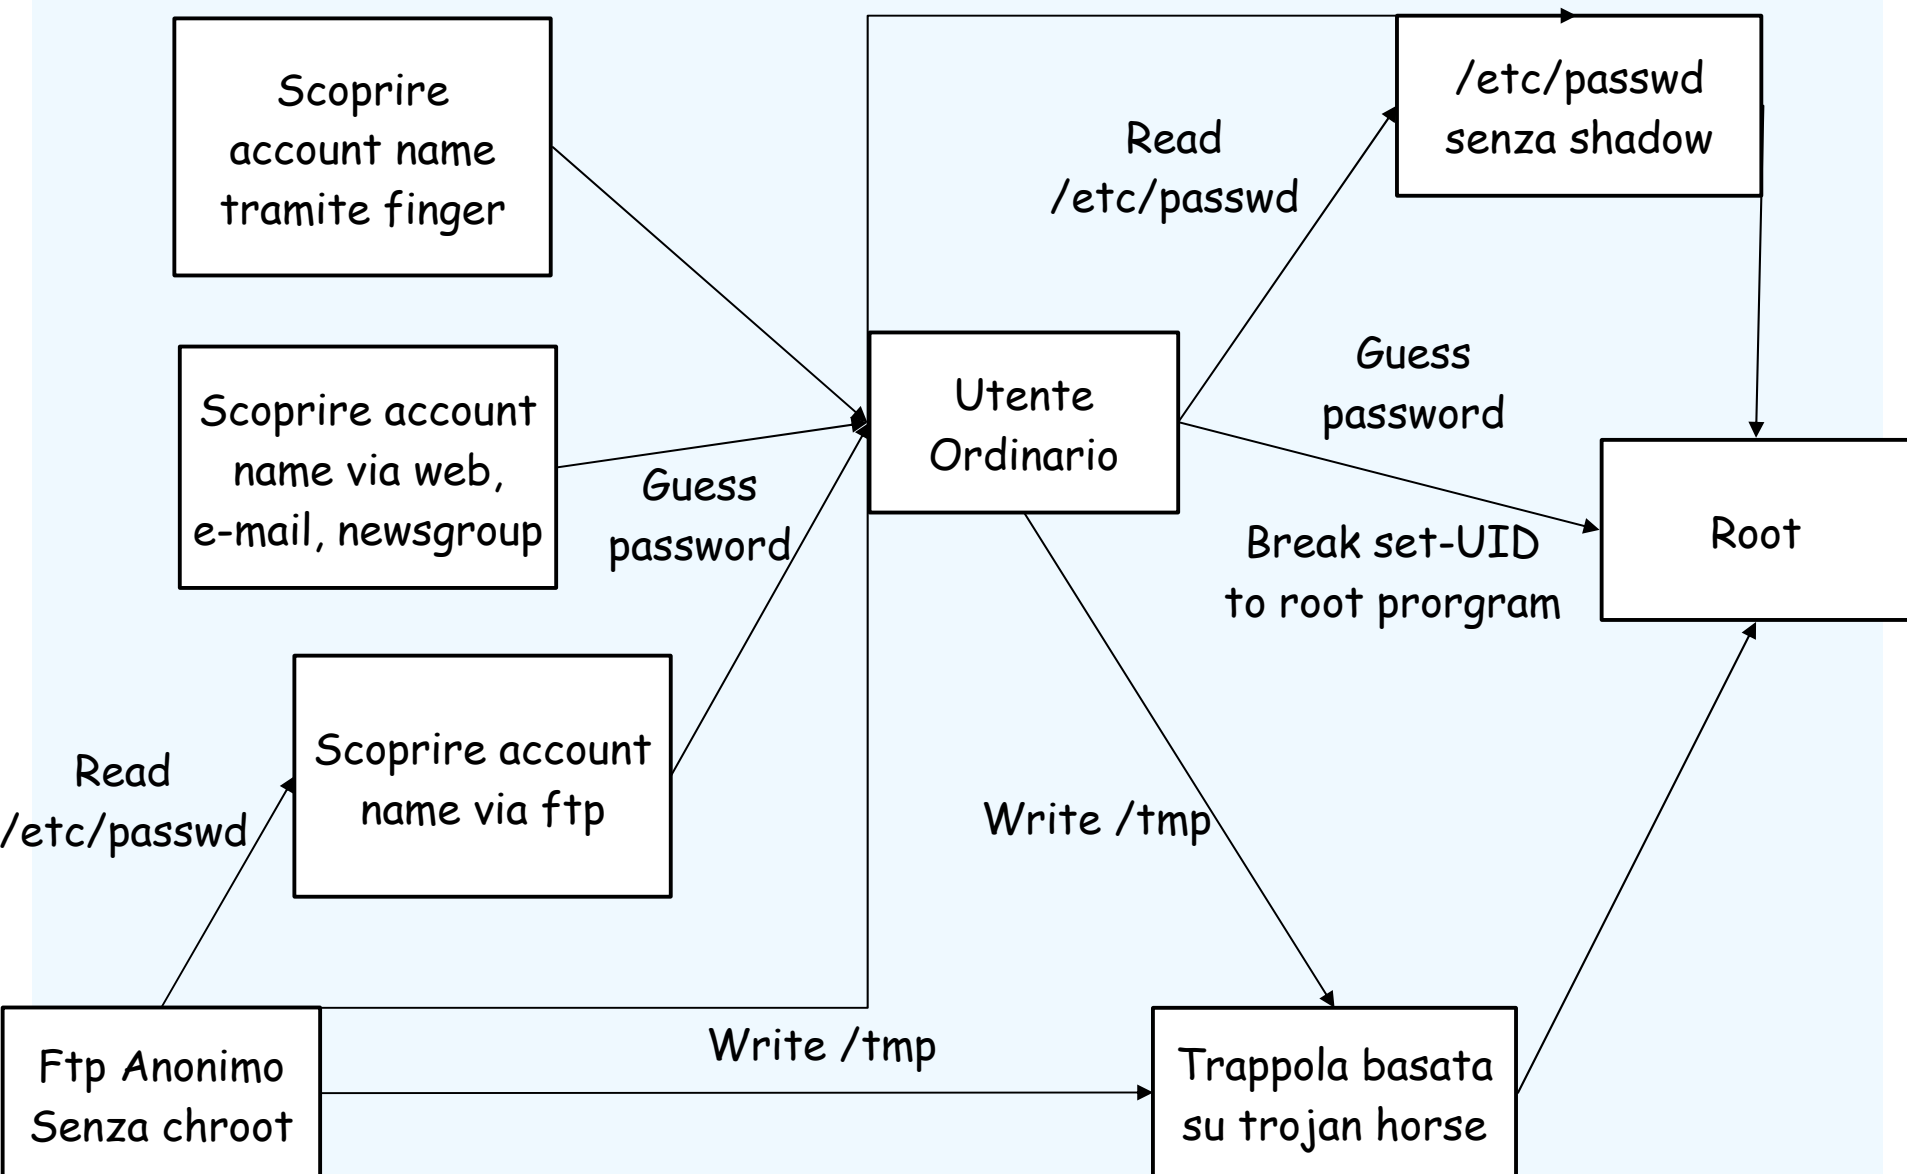 Scoprire
account name
tramite finger
/etc/passwd
senza shadow
Read
/etc/passwd
Scoprire account
name via web,
e-mail, newsgroup
Utente
Ordinario
Guess
password
Guess
password
Break set-UID
to root prorgram
Root
Scoprire account
name via ftp
Read
/etc/passwd
Write /tmp
Ftp Anonimo
Senza chroot
Write /tmp
Trappola basata
su trojan horse